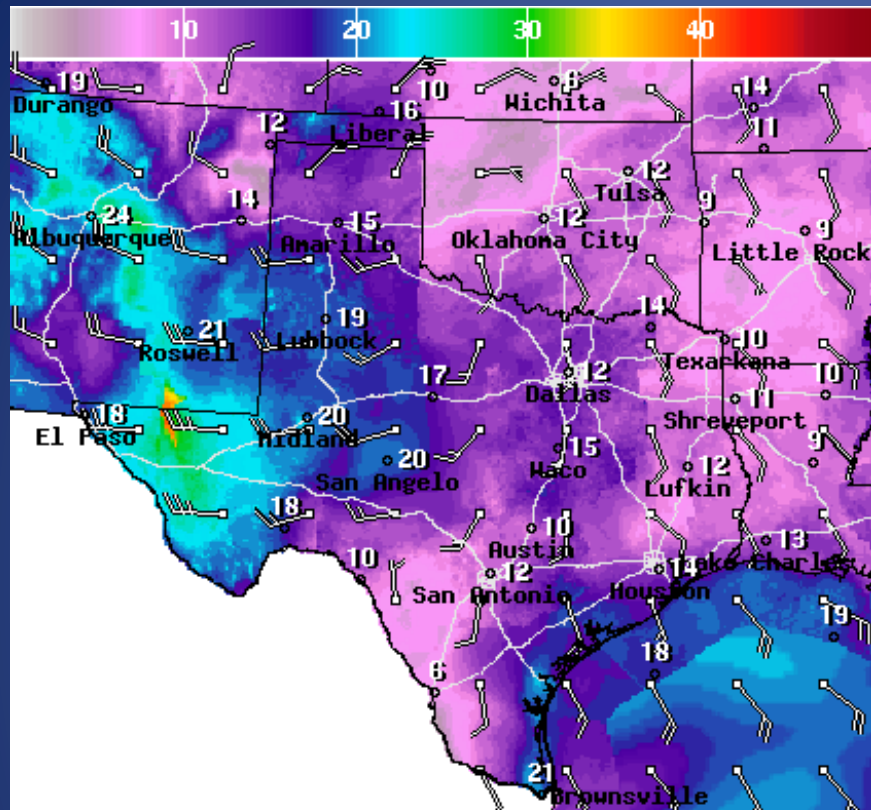 10 20 30 40
19 10 6 14
Durango Wichita
16
12 Liberal 11
12
Tulsa
24 14 15 12 9 9
Albuquerque Amarillo Oklahoma City Little Rock
21 19 14
Roswell Lubbock 10
Texarkana
17 12 10
Dallas
18 20 11
El Paso Midland Shreveport
20 15 12 9
San Angelo Waco Lufkin
18 10 13
Austin
Lake Charles
10 12 14
San Antonio Houston
19
18
6
21
Brownsville